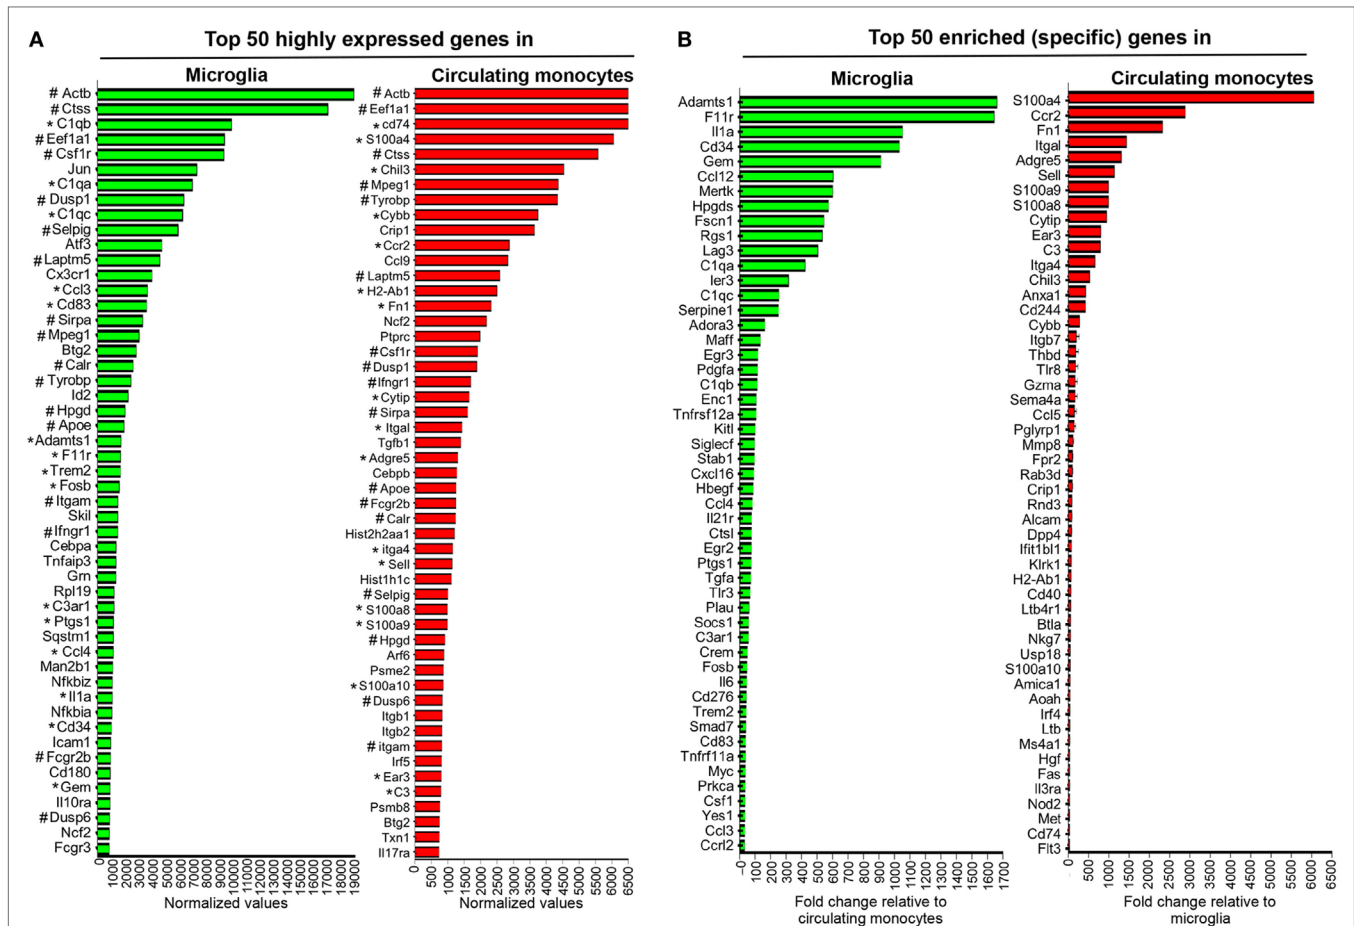 A
Top 50 highly expressed genes in
Microglia
# Actb
# Ctss
* C1qb
# Eef1a1
# Csf1r
Jun
* C1qa
# Dusp1
* C1qc
#Selpig
Atf3
# Laptm5
Cx3cr1
* Ccl3
* Cd83
# Sirpa
# Mpeg1
Btg2
# Calr
# Tyrobp
Id2
# Hpgd
# Apoe
*Adamts1
* F11r
* Trem2
* Fosb
# Itgam
Skil
#Ifngr1
Cebpa
Tnfaip3
Grn
Rpl19
* C3ar1
* Ptgs1
Sqstm1
* Ccl4
Man2b1
Nfkbiz
*Il1a
Nfkbia
*Cd34
Icam1
# Fcgr2b
Cd180
*Gem
Il10ra
#Dusp6
Ncf2
Fcgr3
0
1000
2000
3000
4000
5000
6000
7000
8000
9000
10000
11000
12000
13000
14000
15000
16000
17000
18000
19000
Normalized values
Circulating monocytes
# Actb
# Eef1a1
* cd74
* S100a4
# Ctss
* Chil3
# Mpeg1
#Tyrobp
*Cybb
Crip1
* Ccr2
Ccl9
# Laptm5
* H2-Ab1
* Fn1
Ncf2
Ptprc
#Csf1r
# Dusp1
#Ifngr1
* Cytip
# Sirpa
* Itgal
Tgfb1
* Adgre5
Cebpb
# Apoe
# Fcgr2b
# Calr
Hist2h2aa1
* itga4
* Sell
Hist1h1c
# Selpig
* S100a8
* S100a9
# Hpgd
Arf6
Psme2
*S100a10
# Dusp6
Itgb1
Itgb2
# itgam
Irf5
* Ear3
*C3
Psmb8
Btg2
Txn1
Il17ra
0
500
1000
1500
2000
2500
3000
3500
4000
4500
5000
5500
6000
6500
Normalized values
B
Top 50 enriched (specific) genes in
Microglia
Adamts1
F11r
Il1a
Cd34
Gem
Ccl12
Mertk
Hpgds
Fscn1
Rgs1
Lag3
C1qa
Ier3
C1qc
Serpine1
Adora3
Maff
Egr3
Pdgfa
C1qb
Enc1
Tnfrsf12a
Kitl
Siglecf
Stab1
Cxcl16
Hbegf
Ccl4
Il21r
Ctsl
Egr2
Ptgs1
Tgfa
Tlr3
Plau
Socs1
C3ar1
Crem
Fosb
Il6
Cd276
Trem2
Smad7
Cd83
Tnfrf11a
Myc
Prkca
Csf1
Yes1
Ccl3
Ccrl2
0
100
200
300
400
500
600
700
800
900
1000
1100
1200
1300
1400
1500
1600
1700
Fold change relative to
circulating monocytes
Circulating monocytes
S100a4
Ccr2
Fn1
Itgal
Adgre5
Sell
S100a9
S100a8
Cytip
Ear3
C3
Itga4
Chil3
Anxa1
Cd244
Cybb
Itgb7
Thbd
Tlr8
Gzma
Sema4a
Ccl5
Pglyrp1
Mmp8
Fpr2
Rab3d
Crip1
Rnd3
Alcam
Dpp4
Ifit1bl1
Klrk1
H2-Ab1
Cd40
Ltb4r1
Btla
Nkg7
Usp18
S100a10
Amica1
Aoah
Irf4
Ltb
Ms4a1
Hgf
Fas
Il3ra
Nod2
Met
Cd74
Flt3
0
500
1000
1500
2000
2500
3000
3500
4000
4500
5000
5500
6000
6500
Fold change relative to
microglia